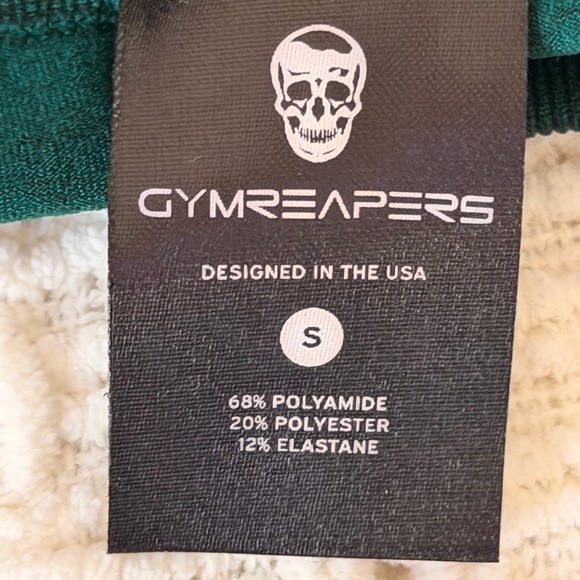 GYMREAPERS
DESIGNED IN THE USA
S
68% POLYAMIDE
20% POLYESTER
12% ELASTANE